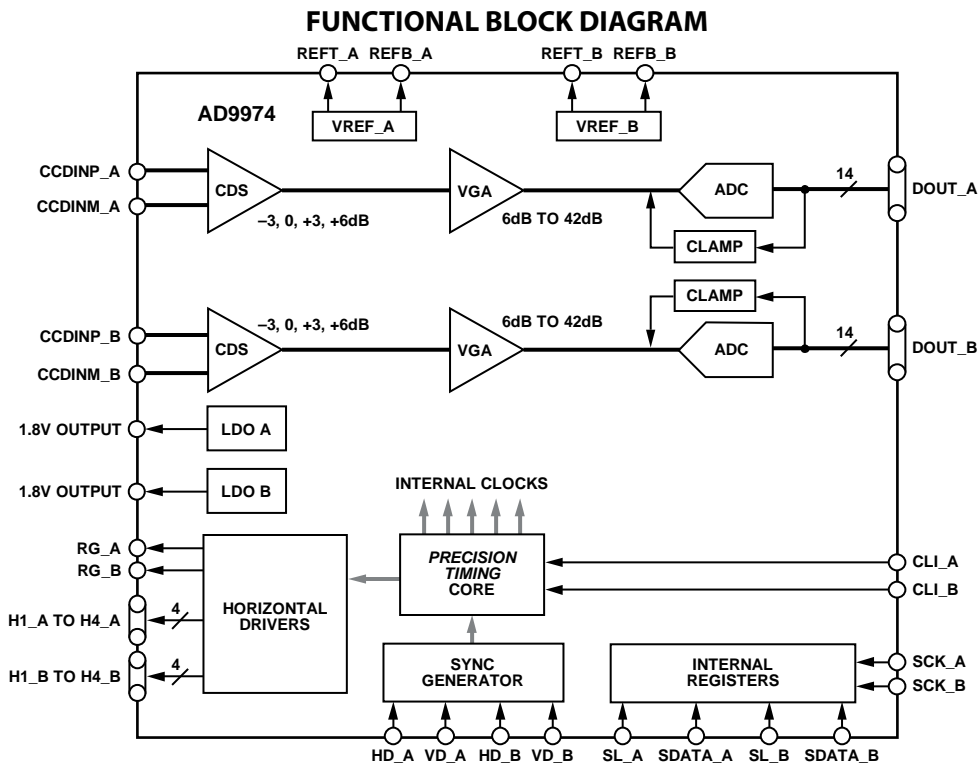 FUNCTIONAL BLOCK DIAGRAM
REFT_A REFB_A REFT_B REFB_B
AD9974
VREF_A VREF_B
CCDINP_A
CCDINM_A
CDS
–3, 0, +3, +6dB
VGA
6dB TO 42dB
ADC
14
DOUT_A
CLAMP
CLAMP
CCDINP_B
CCDINM_B
CDS
–3, 0, +3, +6dB
VGA
6dB TO 42dB
ADC
14
DOUT_B
1.8V OUTPUT
LDO A
1.8V OUTPUT
LDO B
INTERNAL CLOCKS
RG_A
RG_B
H1_A TO H4_A
4
H1_B TO H4_B
4
HORIZONTAL
DRIVERS
PRECISION
TIMING
CORE
CLI_A
CLI_B
SYNC
GENERATOR
INTERNAL
REGISTERS
SCK_A
SCK_B
HD_A VD_A HD_B VD_B SL_A SDATA_A SL_B SDATA_B